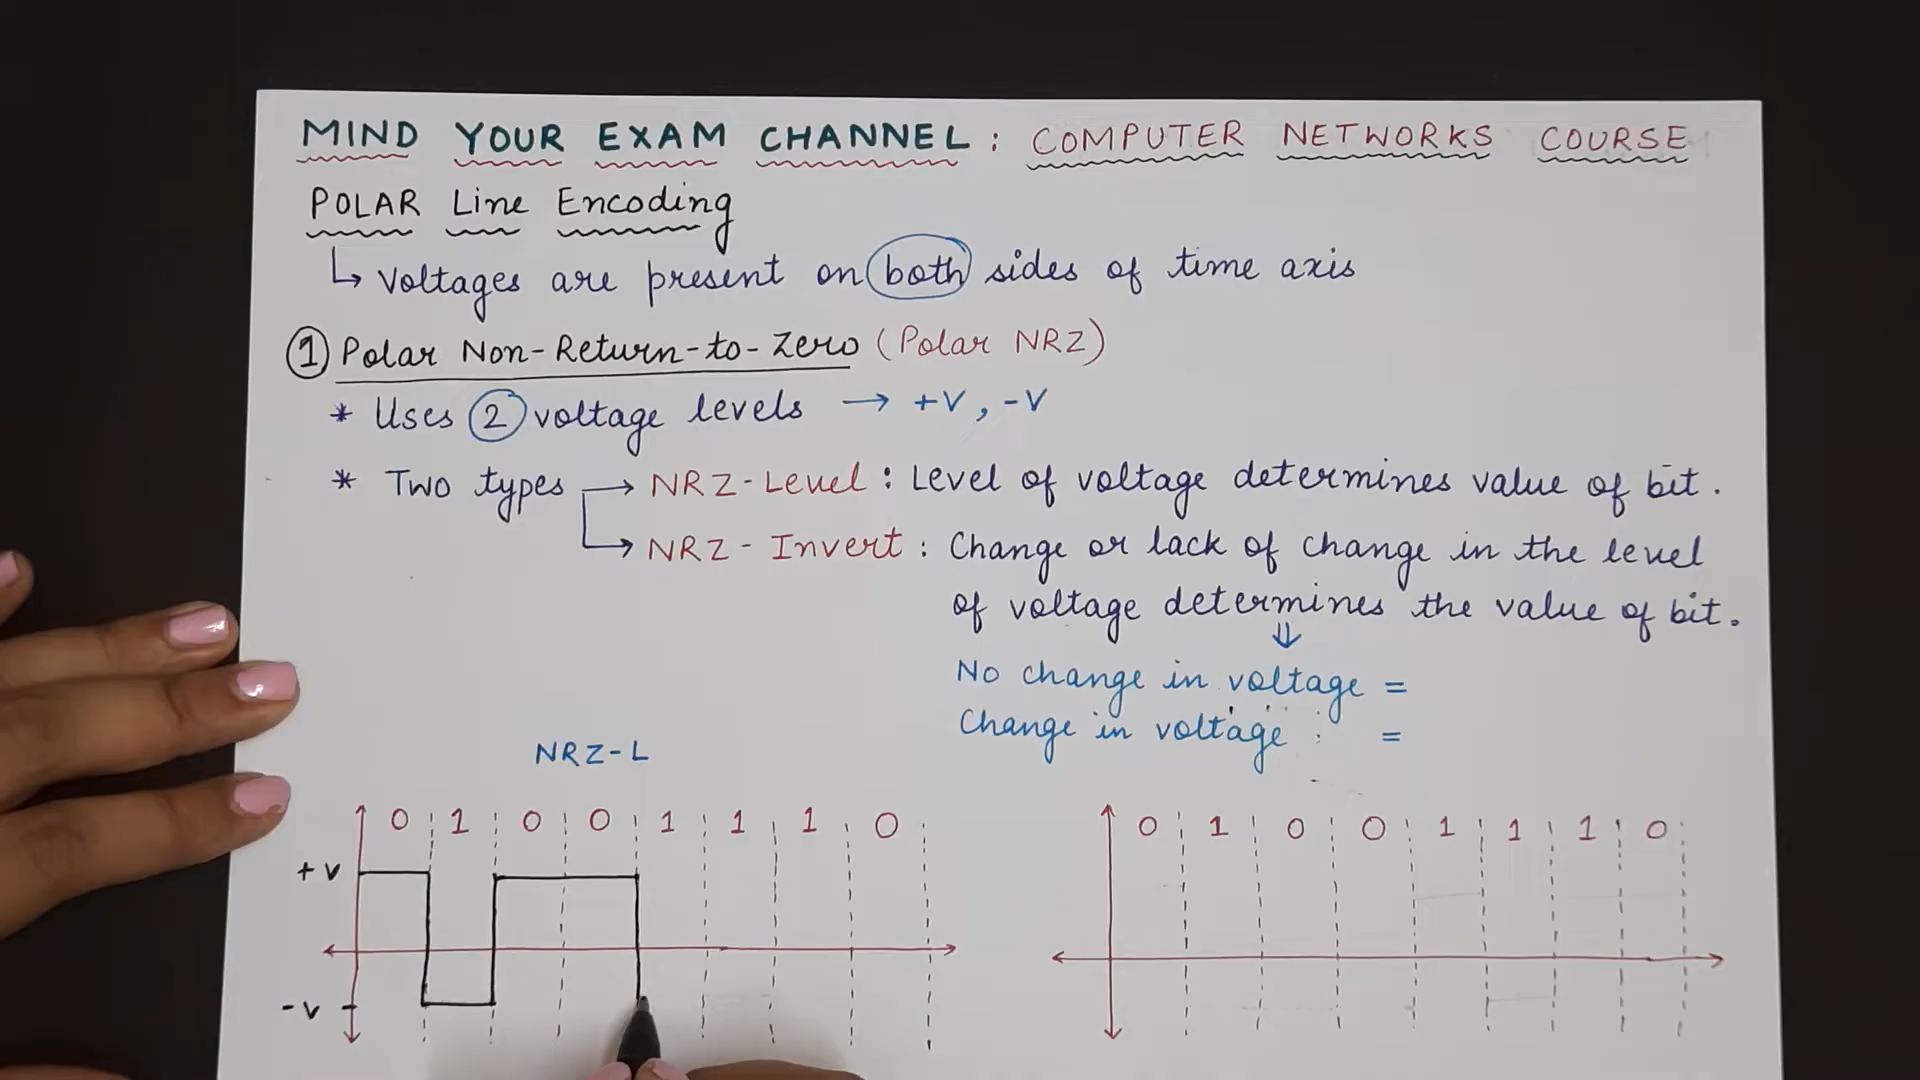 MIND YOUR EXAM CHANNEL : COMPUTER NETWORKS COURSE
POLAR Line Encoding
↳ Voltages are present on both sides of time axis
① Polar Non-Return-to-Zero (Polar NRZ)
* Uses 2 voltage levels → +V, -V
* Two types → NRZ-Level : Level of voltage determines value of bit.
→ NRZ-Invert : Change or lack of change in the level
of voltage determines the value of bit.
⇓
No change in voltage =
Change in voltage =
NRZ-L
0 1 0 0 1 1 1 0
+V
-V
0 1 0 0 1 1 1 0